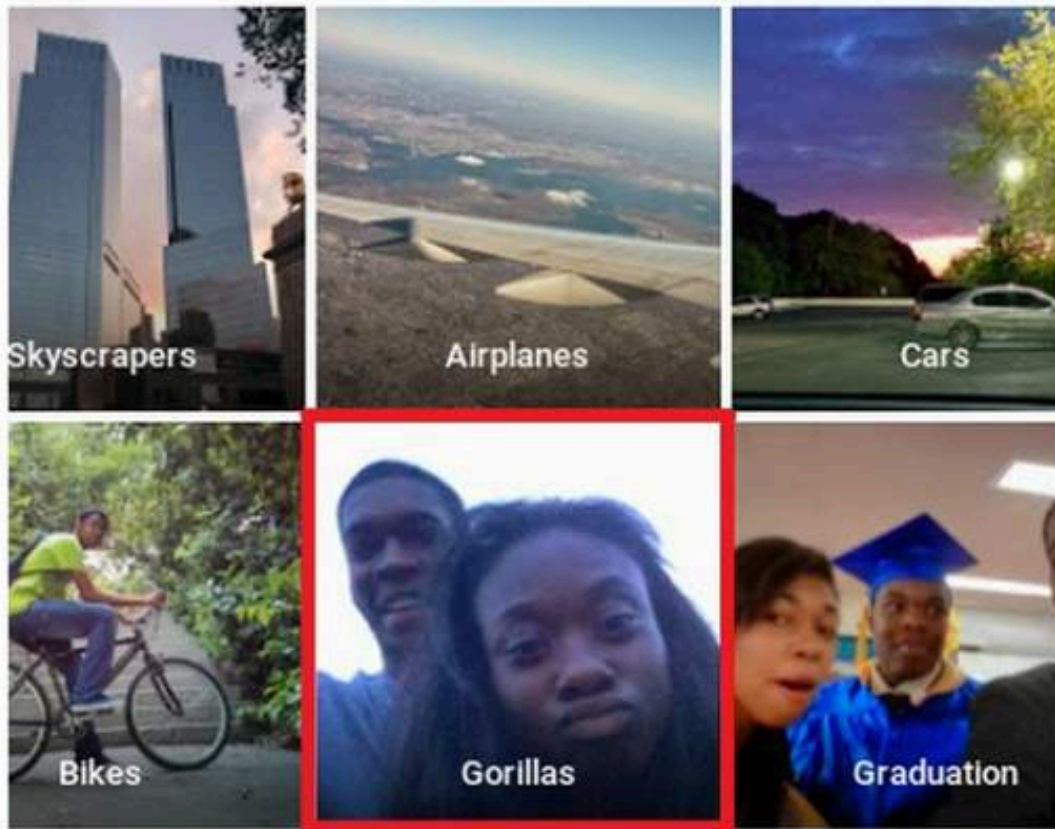 Skyscrapers
Airplanes
Cars
Bikes
Gorillas
Graduation